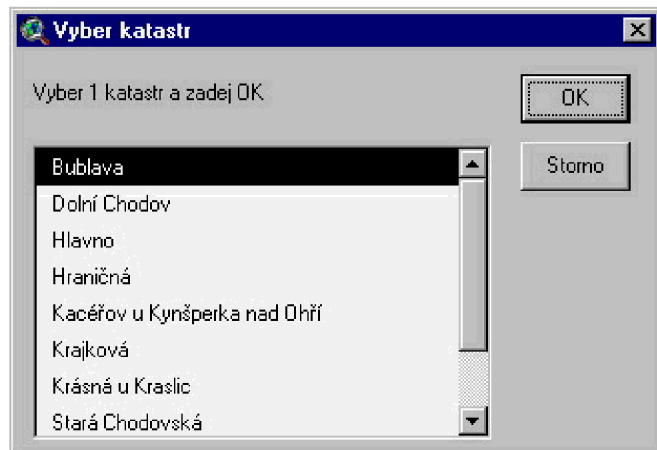 Vyber katastr
Vyber 1 katastr a zadej OK
OK
Storno
Bublava
Dolní Chodov
Hlavno
Hraničná
Kacéřov u Kynšperka nad Ohří
Krajková
Krásná u Kraslic
Stará Chodovská